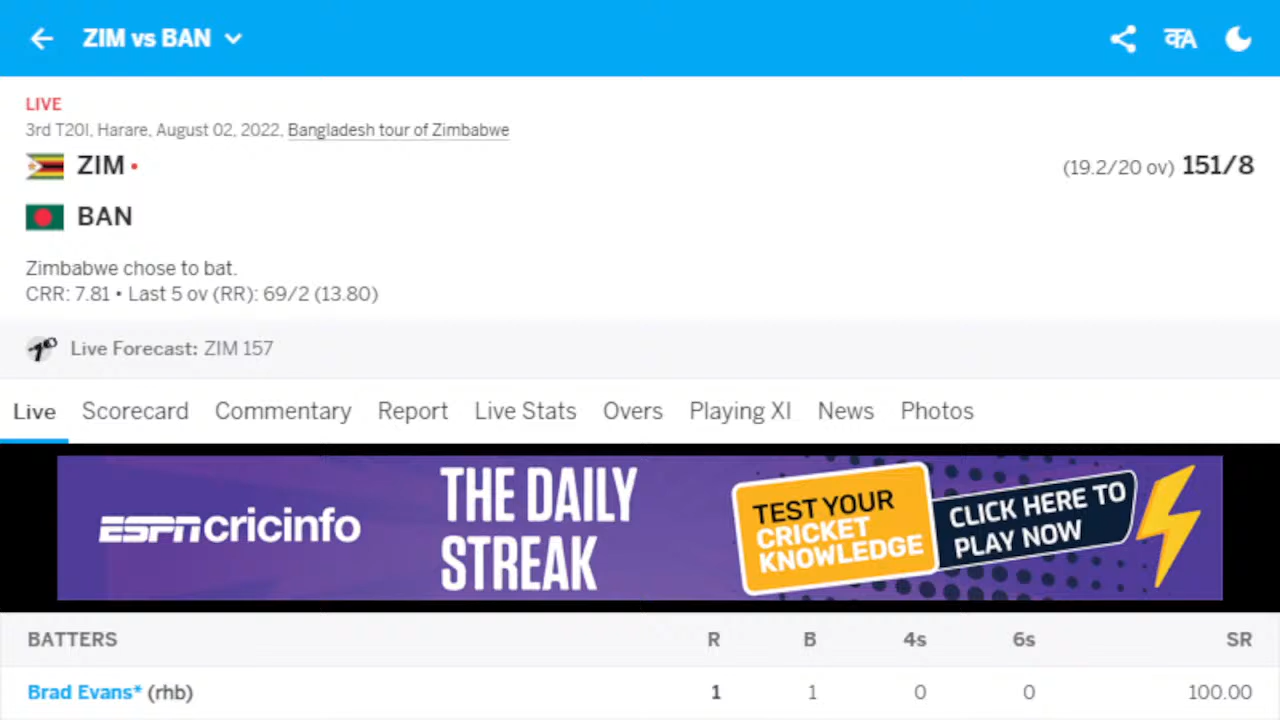 ZIM vs BAN
क A
LIVE
3rd T20I, Harare, August 02, 2022, Bangladesh tour of Zimbabwe
ZIM
(19.2/20 ov) 151/8
BAN
Zimbabwe chose to bat.
CRR: 7.81 • Last 5 ov (RR): 69/2 (13.80)
Live Forecast: ZIM 157
Live Scorecard Commentary Report Live Stats Overs Playing XI News Photos
ESPN cricinfo
THE DAILY
STREAK
TEST YOUR
CRICKET
KNOWLEDGE
CLICK HERE TO
PLAY NOW
BATTERS R B 4s 6s SR
Brad Evans* (rhb) 1 1 0 0 100.00